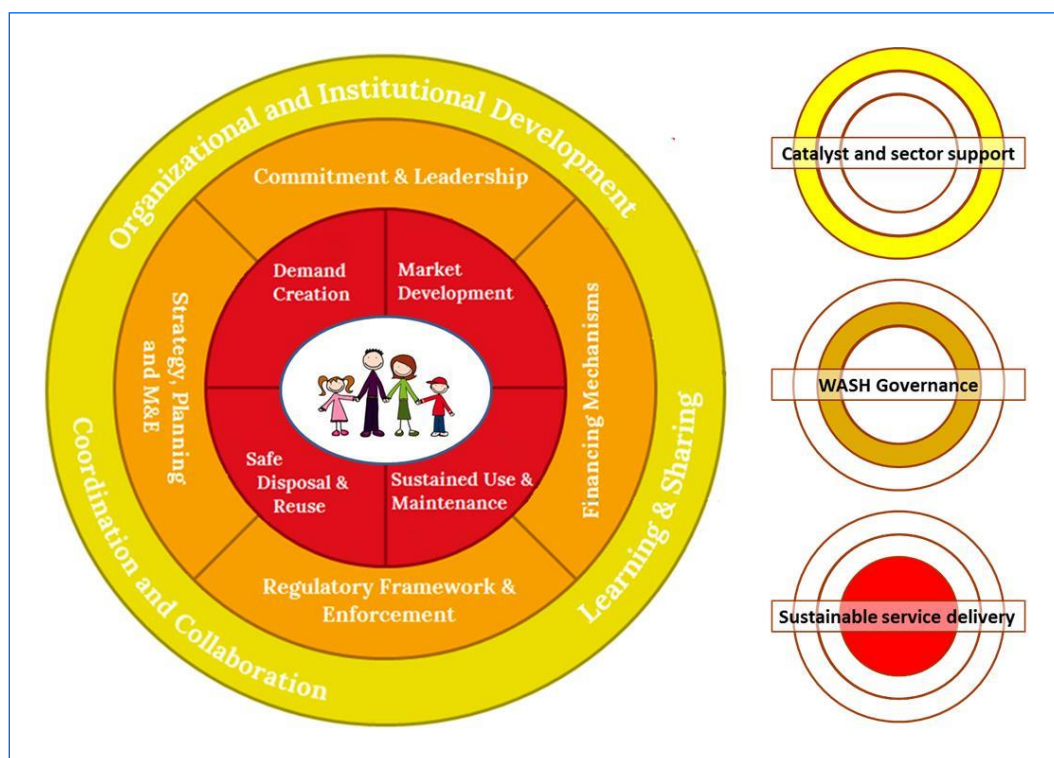 Organizational and Institutional Development
Commitment & Leadership
Demand
Creation
Market
Development
Strategy, Planning
and M&E
Financing Mechanisms
Safe
Disposal &
Reuse
Sustained Use &
Maintenance
Regulatory Framework &
Enforcement
Coordination and Collaboration
Learning & Sharing
Catalyst and sector support
WASH Governance
Sustainable service delivery